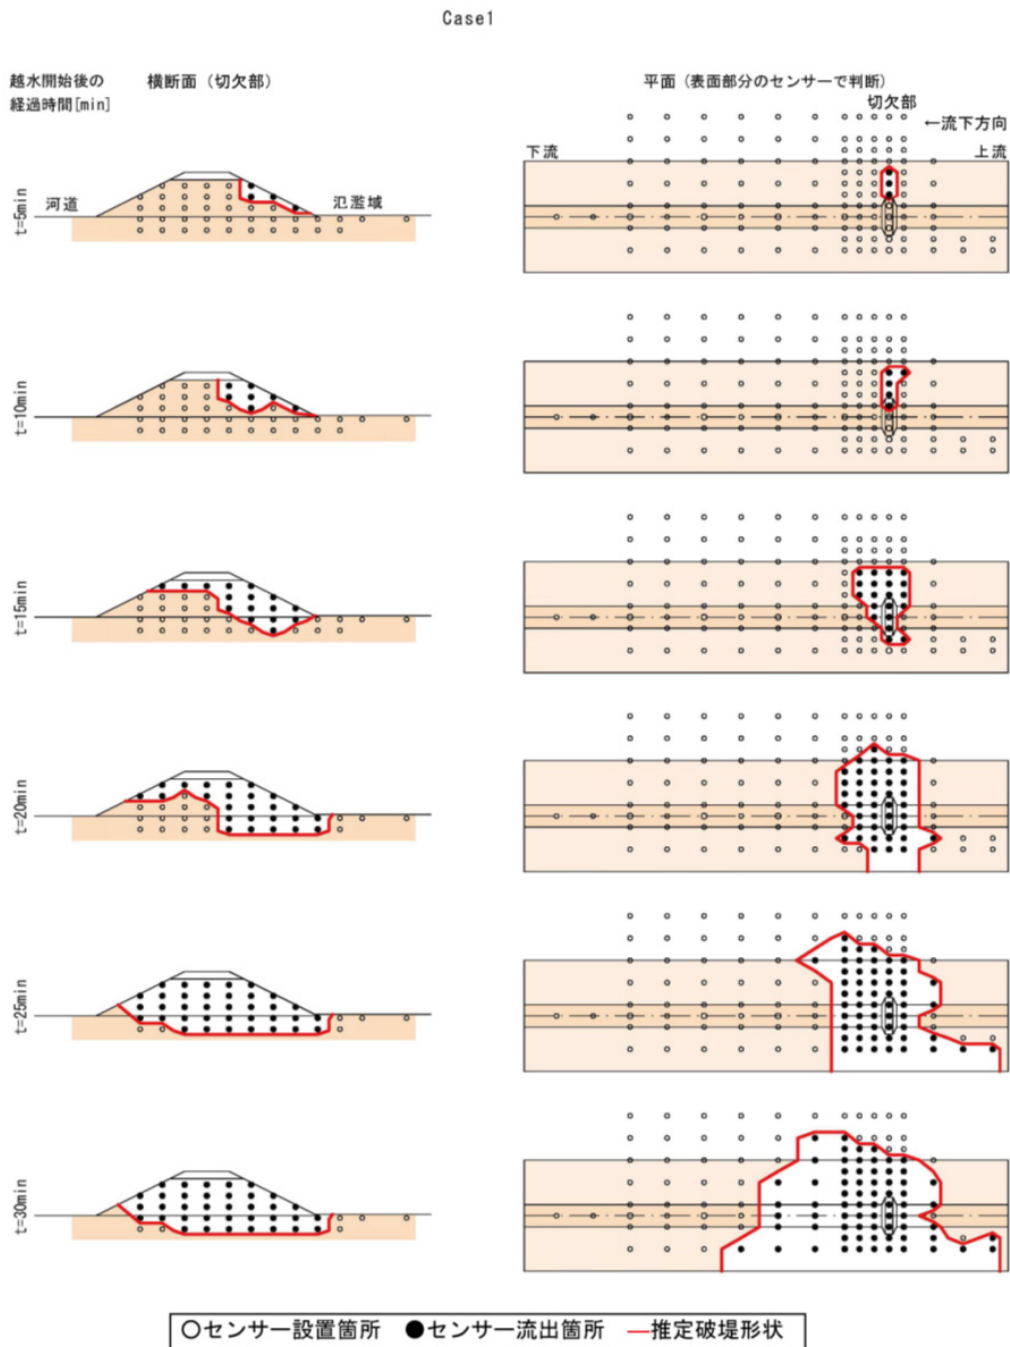 Case1
越水開始後の
経過時間[min]
横断面（切欠部）
平面（表面部分のセンサーで判断）
切欠部
←流下方向
下流
上流
t=5min
河道
氾濫域
t=10min
t=15min
t=20min
t=25min
t=30min
○センサー設置箇所 ●センサー流出箇所 ―推定破堤形状